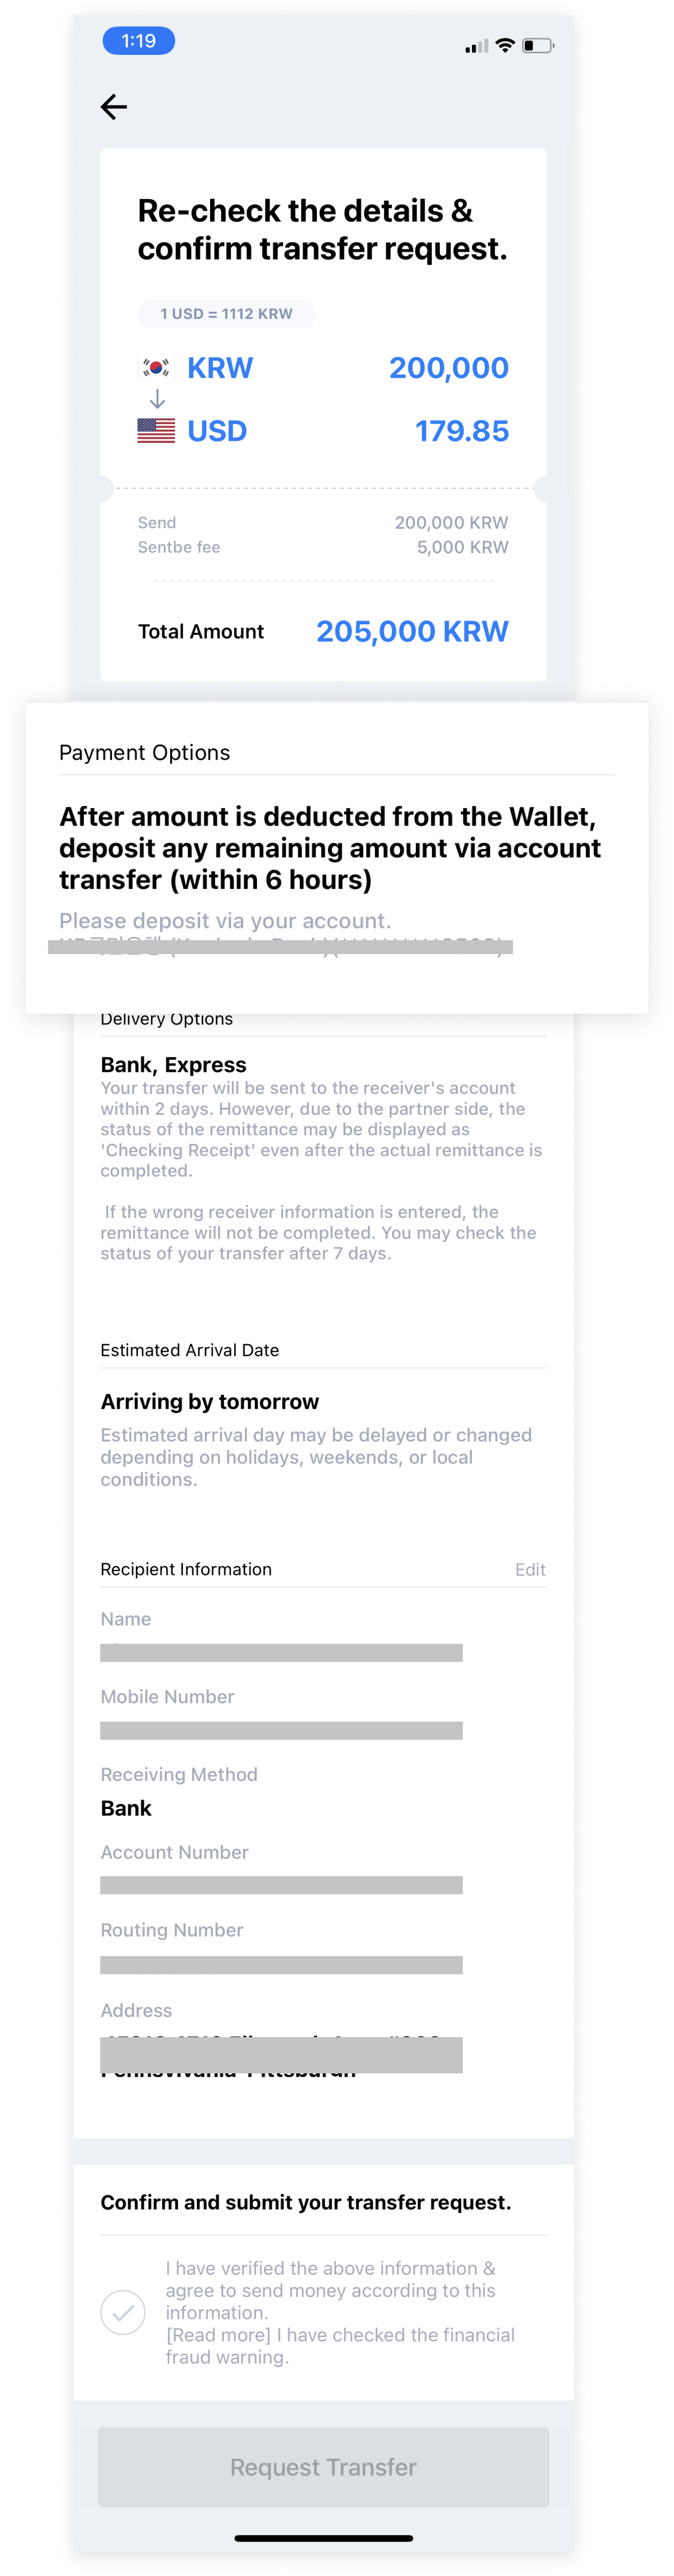 1:19
Re-check the details &
confirm transfer request.
1 USD = 1112 KRW
KRW 200,000
USD 179.85
Send 200,000 KRW
Sentbe fee 5,000 KRW
Total Amount 205,000 KRW
Payment Options
After amount is deducted from the Wallet,
deposit any remaining amount via account
transfer (within 6 hours)
Please deposit via your account.
Delivery Options
Bank, Express
Your transfer will be sent to the receiver's account
within 2 days. However, due to the partner side, the
status of the remittance may be displayed as
'Checking Receipt' even after the actual remittance is
completed.
If the wrong receiver information is entered, the
remittance will not be completed. You may check the
status of your transfer after 7 days.
Estimated Arrival Date
Arriving by tomorrow
Estimated arrival day may be delayed or changed
depending on holidays, weekends, or local
conditions.
Recipient Information Edit
Name
Mobile Number
Receiving Method
Bank
Account Number
Routing Number
Address
Confirm and submit your transfer request.
I have verified the above information &
agree to send money according to this
information.
[Read more] I have checked the financial
fraud warning.
Request Transfer